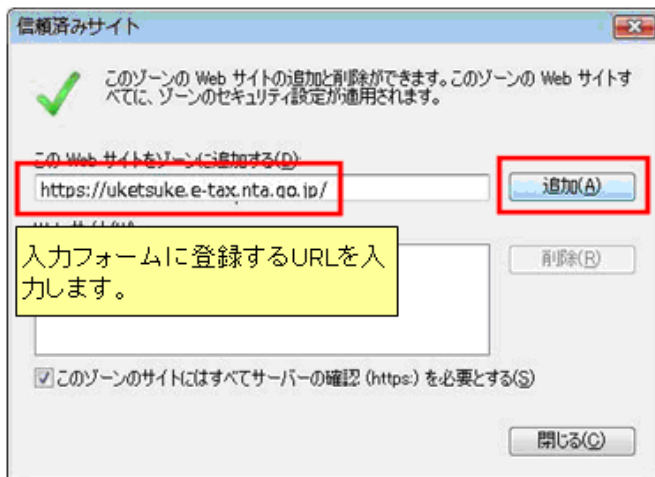 信頼済みサイト
このゾーンの Web サイトの追加と削除ができます。このゾーンの Web サイトす
べてに、ゾーンのセキュリティ設定が適用されます。
この Web サイトをゾーンに追加する(D):
https://uketsuke.e-tax.nta.go.jp/
追加(A)
入力フォームに登録するURLを入
力します。
削除(R)
このゾーンのサイトにはすべてサーバーの確認 (https:) を必要とする(S)
閉じる(C)